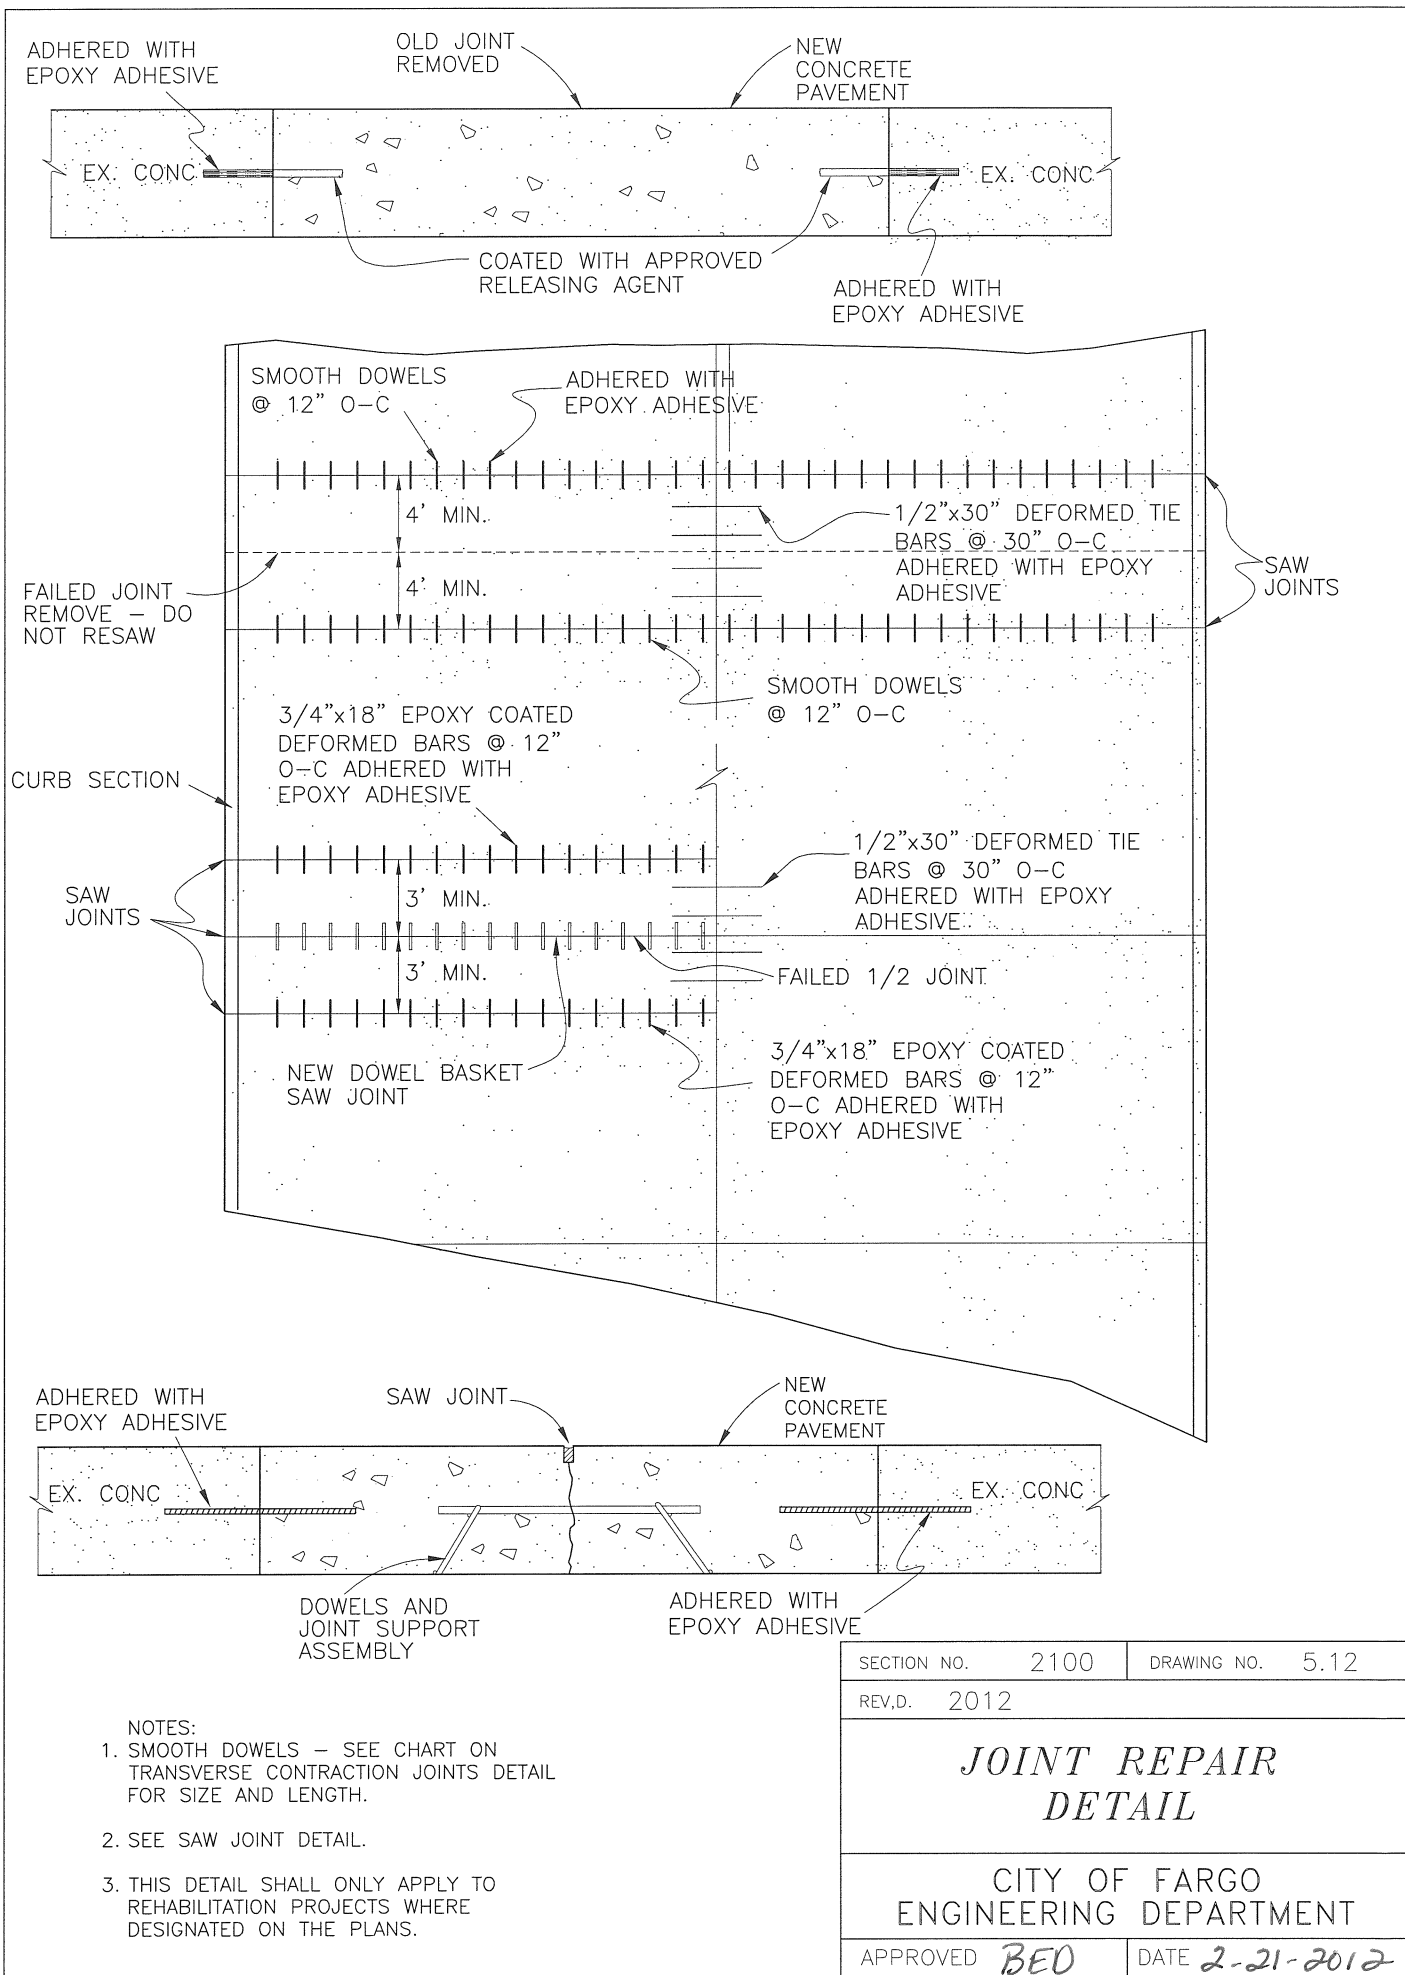 ADHERED WITH
EPOXY ADHESIVE
OLD JOINT
REMOVED
NEW
CONCRETE
PAVEMENT
EX. CONC
EX. CONC
COATED WITH APPROVED
RELEASING AGENT
ADHERED WITH
EPOXY ADHESIVE
SMOOTH DOWELS
@ 12" O-C
ADHERED WITH
EPOXY ADHESIVE
4' MIN.
1/2"x30" DEFORMED TIE
BARS @ 30" O-C
ADHERED WITH EPOXY
ADHESIVE
SAW
JOINTS
FAILED JOINT
REMOVE - DO
NOT RESAW
4' MIN.
SMOOTH DOWELS
@ 12" O-C
3/4"x18" EPOXY COATED
DEFORMED BARS @ 12"
O-C ADHERED WITH
EPOXY ADHESIVE
CURB SECTION
1/2"x30" DEFORMED TIE
BARS @ 30" O-C
ADHERED WITH EPOXY
ADHESIVE
SAW
JOINTS
3' MIN.
3' MIN.
FAILED 1/2 JOINT
NEW DOWEL BASKET
SAW JOINT
3/4"x18" EPOXY COATED
DEFORMED BARS @ 12"
O-C ADHERED WITH
EPOXY ADHESIVE
ADHERED WITH
EPOXY ADHESIVE
SAW JOINT
NEW
CONCRETE
PAVEMENT
EX. CONC
EX. CONC
DOWELS AND
JOINT SUPPORT
ASSEMBLY
ADHERED WITH
EPOXY ADHESIVE
NOTES:
1. SMOOTH DOWELS - SEE CHART ON
TRANSVERSE CONTRACTION JOINTS DETAIL
FOR SIZE AND LENGTH.
2. SEE SAW JOINT DETAIL.
3. THIS DETAIL SHALL ONLY APPLY TO
REHABILITATION PROJECTS WHERE
DESIGNATED ON THE PLANS.
SECTION NO. 2100 DRAWING NO. 5.12
REV,D. 2012
JOINT REPAIR
DETAIL
CITY OF FARGO
ENGINEERING DEPARTMENT
APPROVED BED DATE 2-21-2012